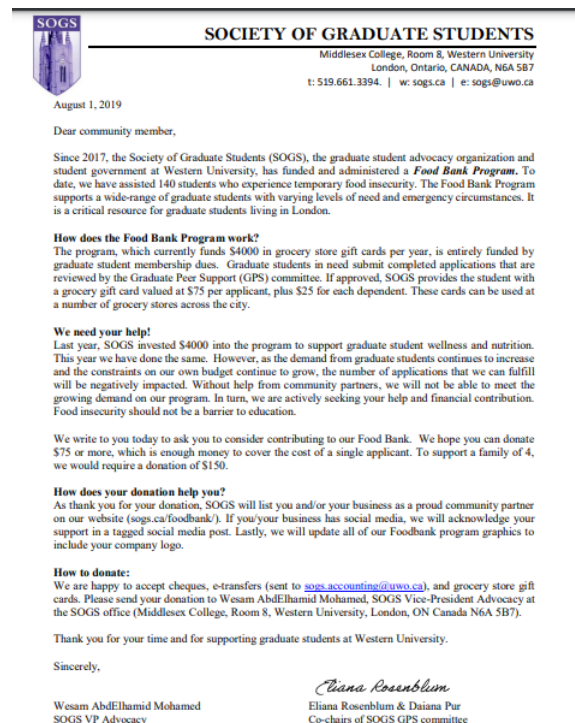 SOGS
SOCIETY OF GRADUATE STUDENTS
Middlesex College, Room 8, Western University
London, Ontario, CANADA, N6A 5B7
t: 519.661.3394. | w: sogs.ca | e: sogs@uwo.ca
August 1, 2019
Dear community member,
Since 2017, the Society of Graduate Students (SOGS), the graduate student advocacy organization and
student government at Western University, has funded and administered a Food Bank Program. To
date, we have assisted 140 students who experience temporary food insecurity. The Food Bank Program
supports a wide-range of graduate students with varying levels of need and emergency circumstances. It
is a critical resource for graduate students living in London.
How does the Food Bank Program work?
The program, which currently funds $4000 in grocery store gift cards per year, is entirely funded by
graduate student membership dues. Graduate students in need submit completed applications that are
reviewed by the Graduate Peer Support (GPS) committee. If approved, SOGS provides the student with
a grocery gift card valued at $75 per applicant, plus $25 for each dependent. These cards can be used at
a number of grocery stores across the city.
We need your help!
Last year, SOGS invested $4000 into the program to support graduate student wellness and nutrition.
This year we have done the same. However, as the demand from graduate students continues to increase
and the constraints on our own budget continue to grow, the number of applications that we can fulfill
will be negatively impacted. Without help from community partners, we will not be able to meet the
growing demand on our program. In turn, we are actively seeking your help and financial contribution.
Food insecurity should not be a barrier to education.
We write to you today to ask you to consider contributing to our Food Bank. We hope you can donate
$75 or more, which is enough money to cover the cost of a single applicant. To support a family of 4,
we would require a donation of $150.
How does your donation help you?
As thank you for your donation, SOGS will list you and/or your business as a proud community partner
on our website (sogs.ca/foodbank/). If you/your business has social media, we will acknowledge your
support in a tagged social media post. Lastly, we will update all of our Foodbank program graphics to
include your company logo.
How to donate:
We are happy to accept cheques, e-transfers (sent to sogs.accounting@uwo.ca), and grocery store gift
cards. Please send your donation to Wesam AbdElhamid Mohamed, SOGS Vice-President Advocacy at
the SOGS office (Middlesex College, Room 8, Western University, London, ON Canada N6A 5B7).
Thank you for your time and for supporting graduate students at Western University.
Sincerely,
Eliana Rosenblum
Wesam AbdElhamid Mohamed Eliana Rosenblum & Daiana Pur
SOGS VP Advocacy Co-chairs of SOGS GPS committee